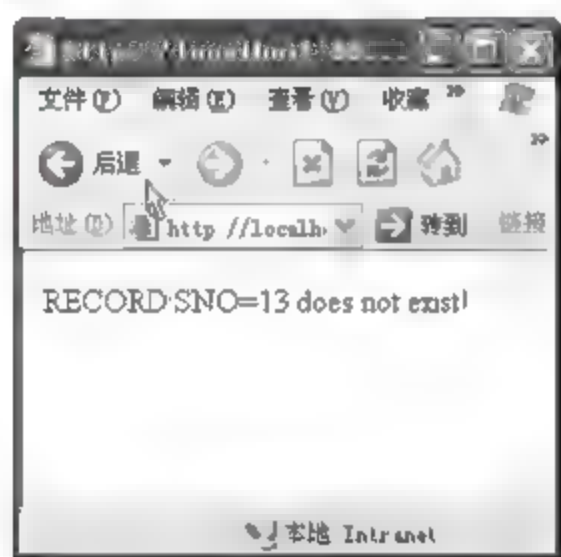 文件(F) 编辑(E) 查看(V) 收藏 »
后退 »
地址(D) http //localh 转到 链接
RECORD SNO=13 does not exist!
本地 Intranet